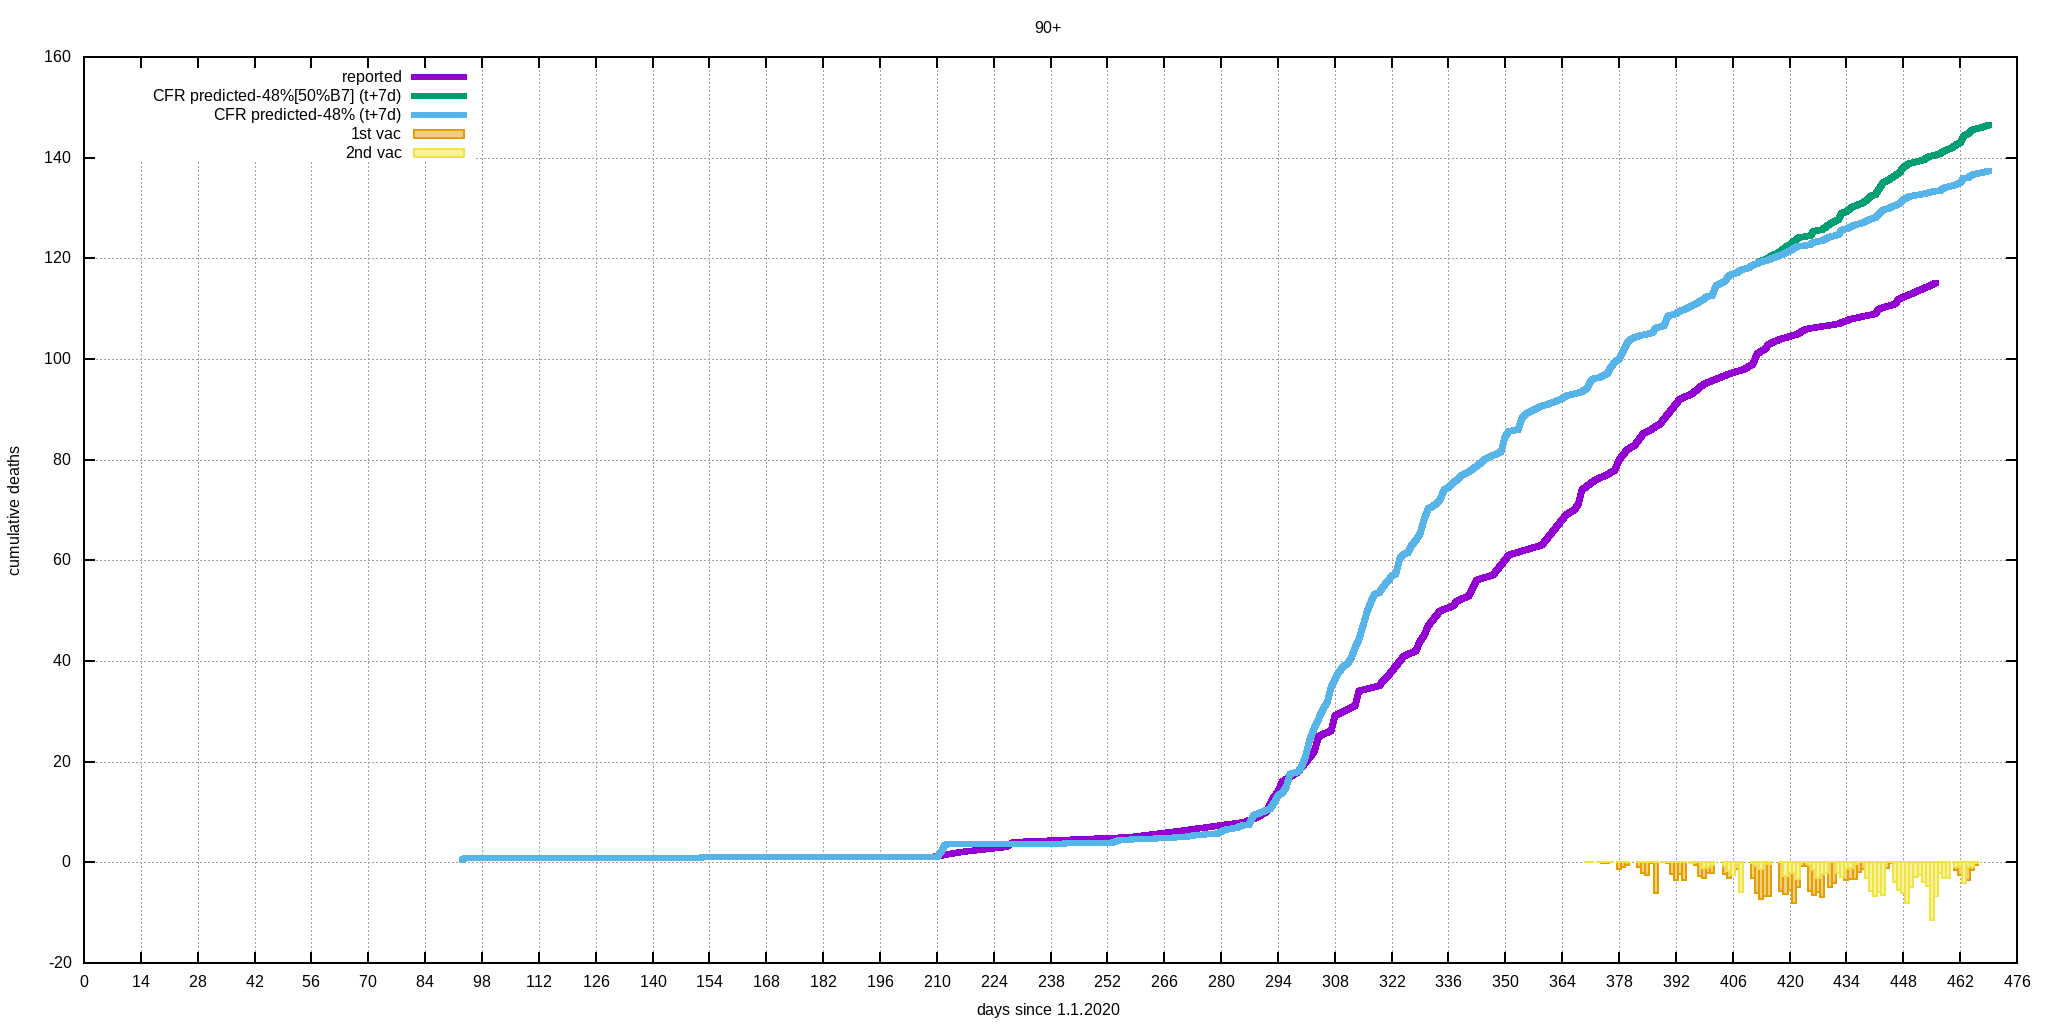 90+
160
140
120
100
80
60
40
20
0
-20
reported
CFR predicted-48%[50%B7] (t+7d)
CFR predicted-48% (t+7d)
1st vac
2nd vac
cumulative deaths
0 14 28 42 56 70 84 98 112 126 140 154 168 182 196 210 224 238 252 266 280 294 308 322 336 350 364 378 392 406 420 434 448 462 476
days since 1.1.2020